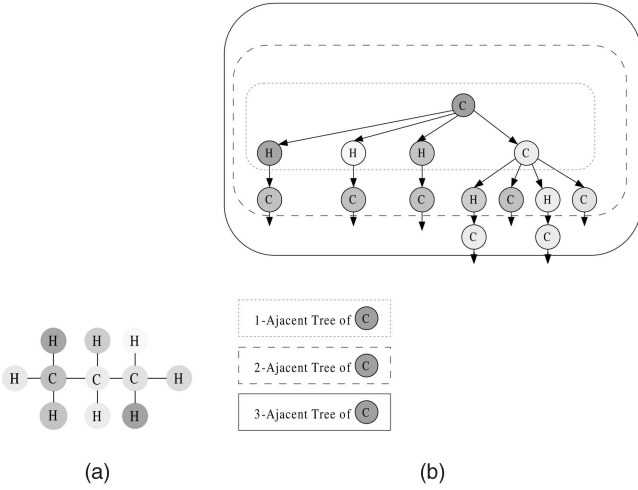 C
H H H C
C C C H C H C
C C
1-Ajacent Tree of C
2-Ajacent Tree of C
3-Ajacent Tree of C
H H H
H C C C H
H H H
(a) (b)